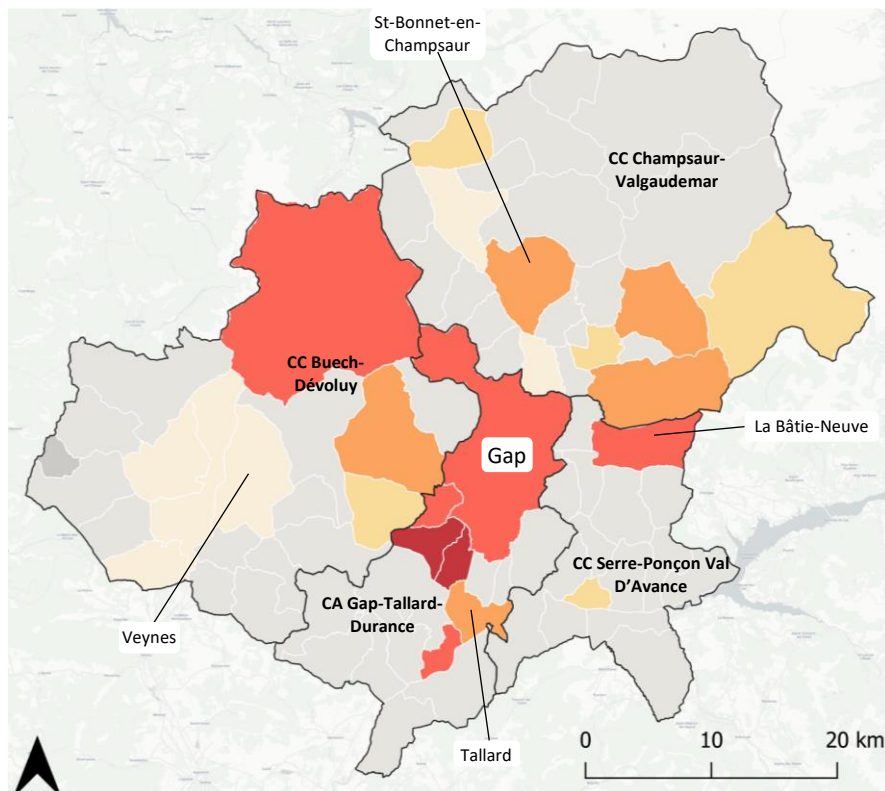 St-Bonnet-en-
Champsaur
CC Champsaur-
Valgaudemar
CC Buech-
Dévoluy
La Bâtie-Neuve
Gap
CC Serre-Ponçon Val
D'Avance
CA Gap-Tallard-
Durance
Veynes
Tallard
0 10 20 km